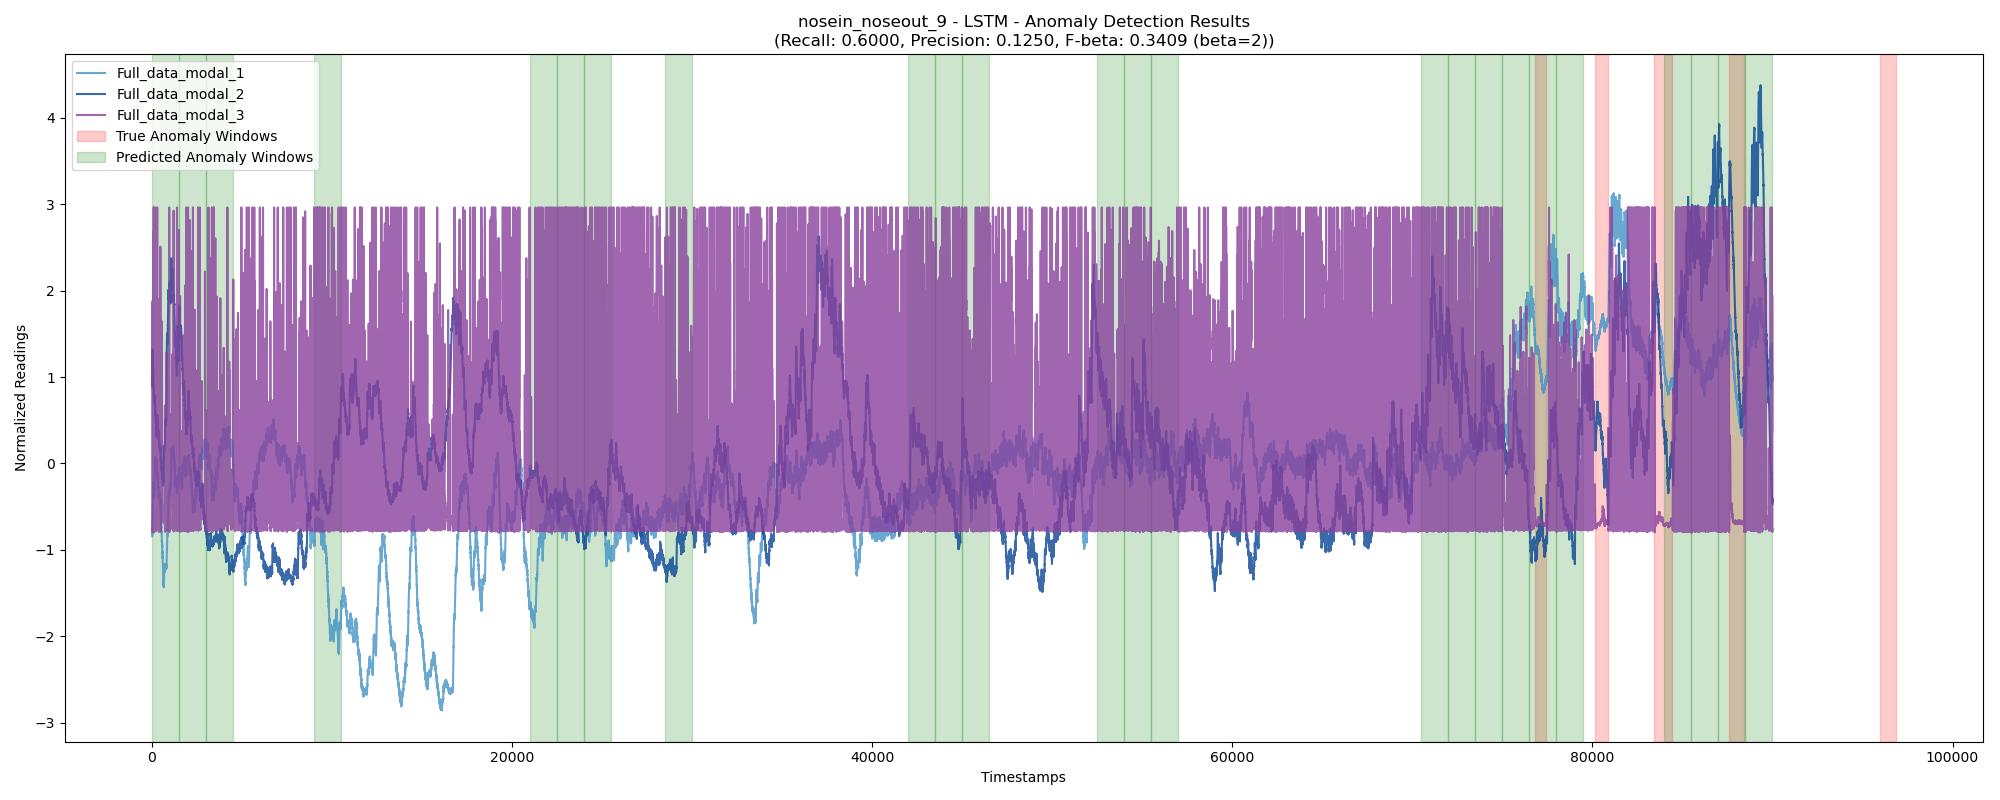 nosein_noseout_9 - LSTM - Anomaly Detection Results
(Recall: 0.6000, Precision: 0.1250, F-beta: 0.3409 (beta=2))
Full_data_modal_1
Full_data_modal_2
Full_data_modal_3
True Anomaly Windows
Predicted Anomaly Windows
Normalized Readings
4
3
2
1
0
−1
−2
−3
0
20000
40000
60000
80000
100000
Timestamps